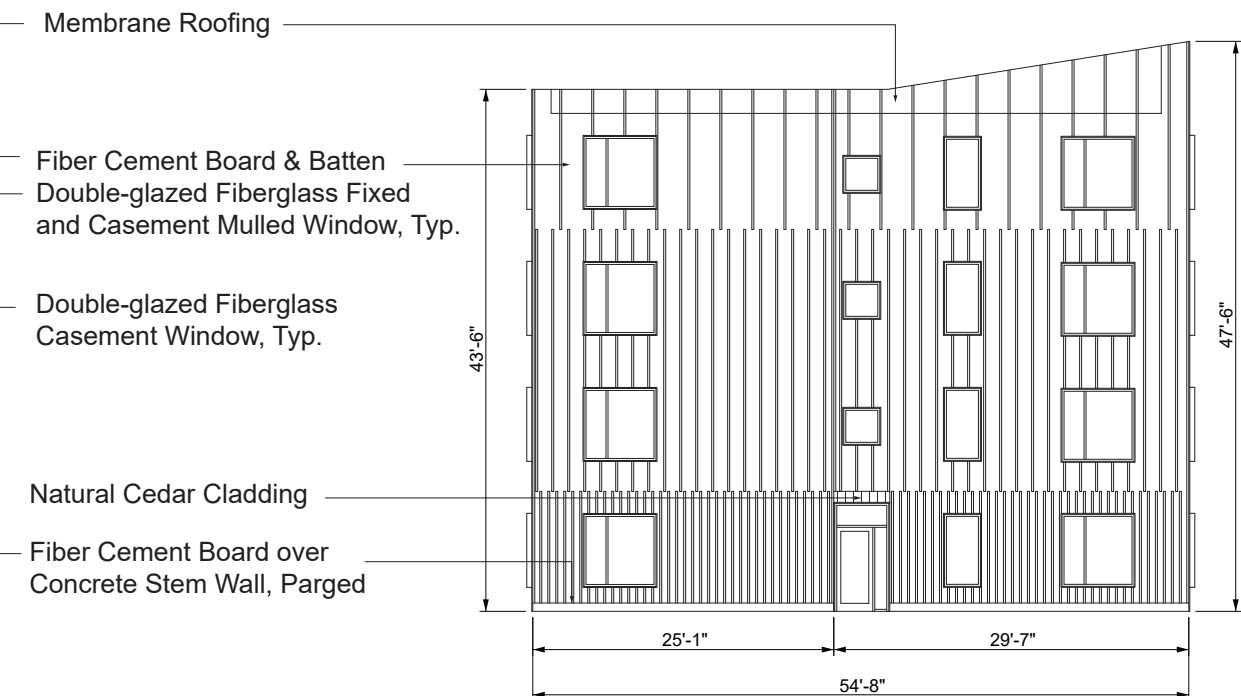 Membrane Roofing
Fiber Cement Board & Batten
Double-glazed Fiberglass Fixed
and Casement Mulled Window, Typ.
Double-glazed Fiberglass
Casement Window, Typ.
Natural Cedar Cladding
Fiber Cement Board over
Concrete Stem Wall, Parged
43'-6"
47'-6"
25'-1"
29'-7"
54'-8"